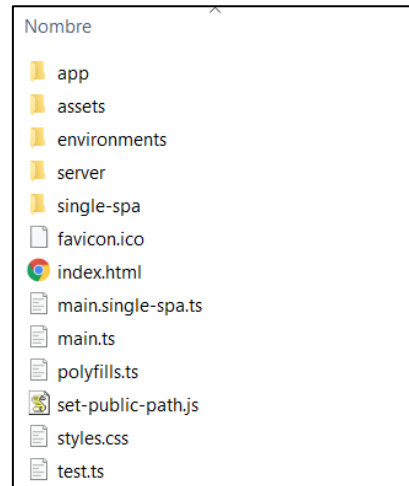 Nombre
app
assets
environments
server
single-spa
favicon.ico
index.html
main.single-spa.ts
main.ts
polyfills.ts
set-public-path.js
styles.css
test.ts